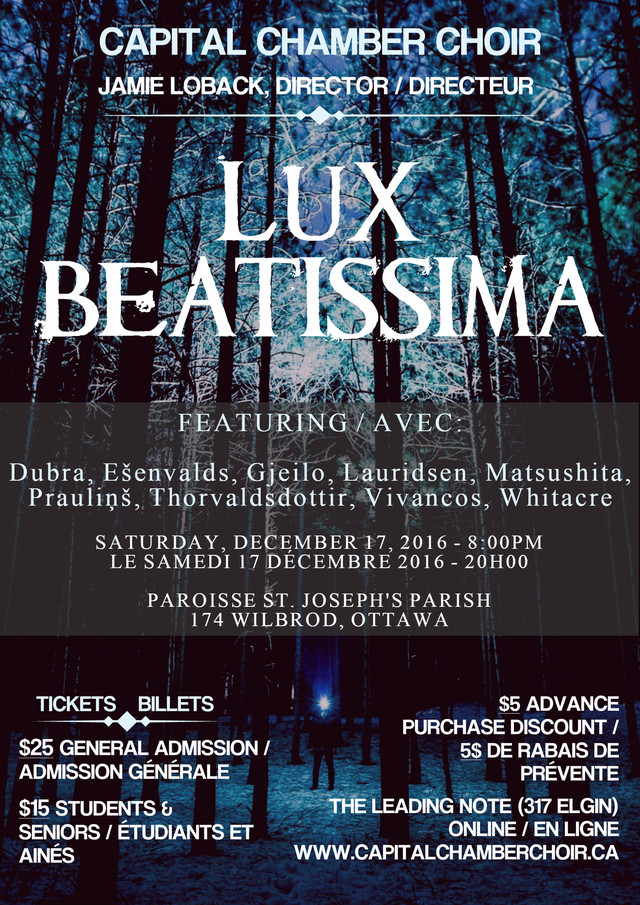 CAPITAL CHAMBER CHOIR
JAMIE LOBACK, DIRECTOR / DIRECTEUR
LUX
BEATISSIMA
FEATURING / AVEC:
Dubra, Ešenvalds, Gjeilo, Lauridsen, Matsushita,
Prauliņš, Thorvaldsdottir, Vivancos, Whitacre
SATURDAY, DECEMBER 17, 2016 - 8:00PM
LE SAMEDI 17 DÉCEMBRE 2016 - 20H00
PAROISSE ST. JOSEPH'S PARISH
174 WILBROD, OTTAWA
TICKETS BILLETS
$25 GENERAL ADMISSION /
ADMISSION GÉNÉRALE
$15 STUDENTS &
SENIORS / ÉTUDIANTS ET
AINÉS
$5 ADVANCE
PURCHASE DISCOUNT /
5$ DE RABAIS DE
PRÉVENTE
THE LEADING NOTE (317 ELGIN)
ONLINE / EN LIGNE
WWW.CAPITALCHAMBERCHOIR.CA